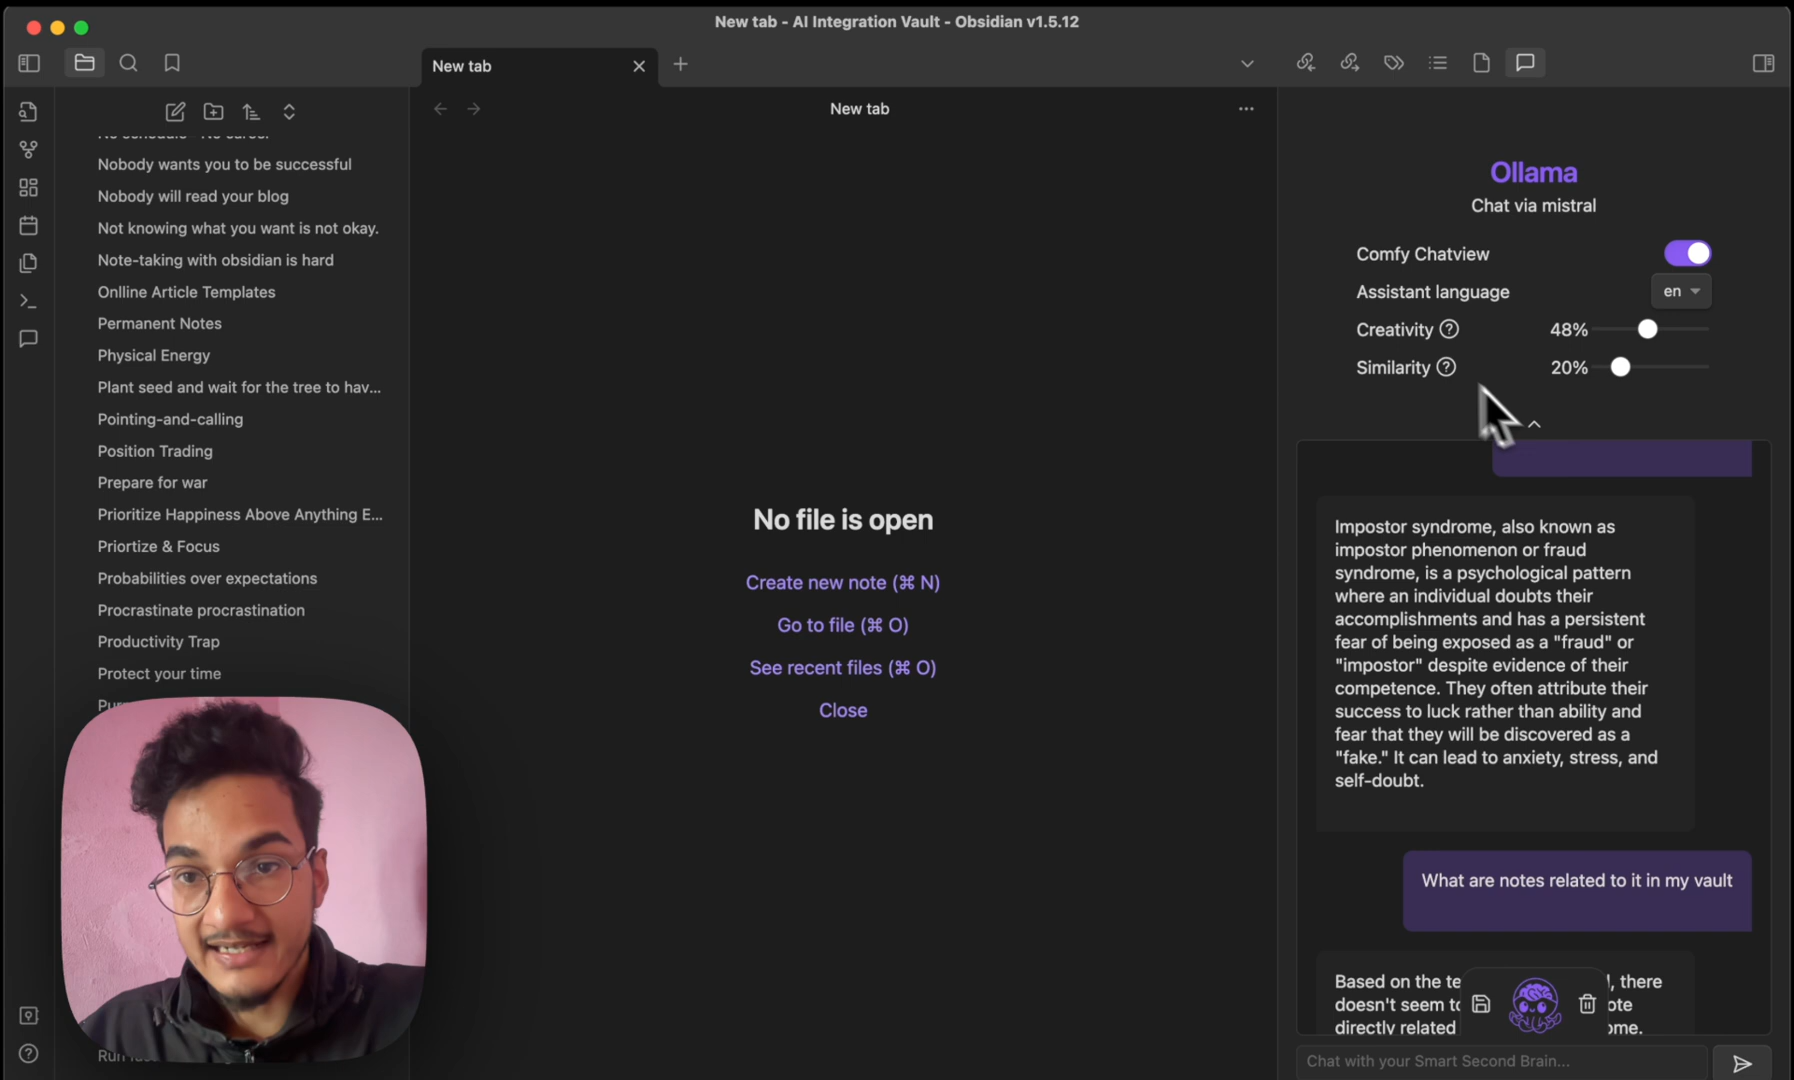 New tab - AI Integration Vault - Obsidian v1.5.12
New tab
New tab
Nobody wants you to be successful
Nobody will read your blog
Not knowing what you want is not okay.
Note-taking with obsidian is hard
Onlline Article Templates
Permanent Notes
Physical Energy
Plant seed and wait for the tree to hav...
Pointing-and-calling
Position Trading
Prepare for war
Prioritize Happiness Above Anything E...
Priortize & Focus
Probabilities over expectations
Procrastinate procrastination
Productivity Trap
Protect your time
No file is open
Create new note (⌘ N)
Go to file (⌘ O)
See recent files (⌘ O)
Close
Ollama
Chat via mistral
Comfy Chatview
Assistant language en
Creativity 48%
Similarity 20%
Impostor syndrome, also known as
impostor phenomenon or fraud
syndrome, is a psychological pattern
where an individual doubts their
accomplishments and has a persistent
fear of being exposed as a "fraud" or
"impostor" despite evidence of their
competence. They often attribute their
success to luck rather than ability and
fear that they will be discovered as a
"fake." It can lead to anxiety, stress, and
self-doubt.
What are notes related to it in my vault
Based on the te , there
doesn't seem to ote
directly related ome.
Chat with your Smart Second Brain...